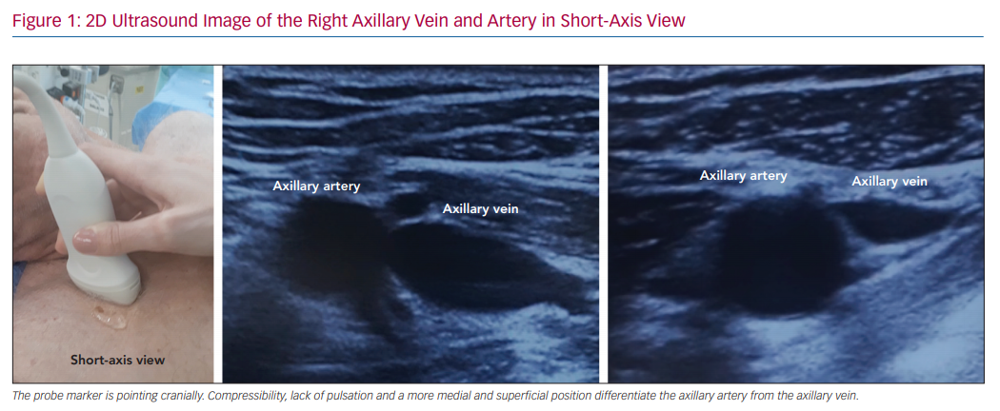 Figure 1: 2D Ultrasound Image of the Right Axillary Vein and Artery in Short-Axis View
Short-axis view
Axillary artery
Axillary vein
Axillary artery
Axillary vein
The probe marker is pointing cranially. Compressibility, lack of pulsation and a more medial and superficial position differentiate the axillary artery from the axillary vein.